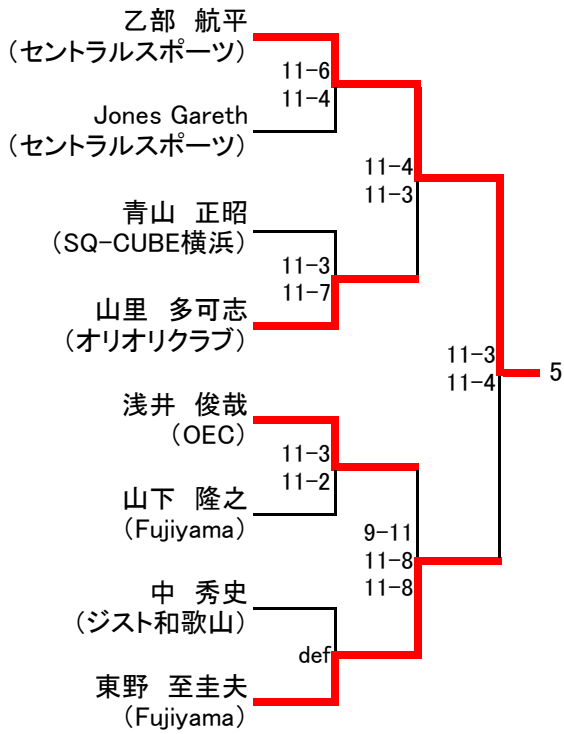 乙部　航平
（セントラルスポーツ）
11-6
11-4
Jones Gareth
（セントラルスポーツ）
11-4
11-3
青山　正昭
（SQ-CUBE横浜）
11-3
11-7
山里　多可志
（オリオリクラブ）
11-3
11-4
5
浅井　俊哉
（OEC）
11-3
11-2
山下　隆之
（Fujiyama）
9-11
11-8
11-8
中　秀史
（ジスト和歌山）
def
東野　至圭夫
（Fujiyama）